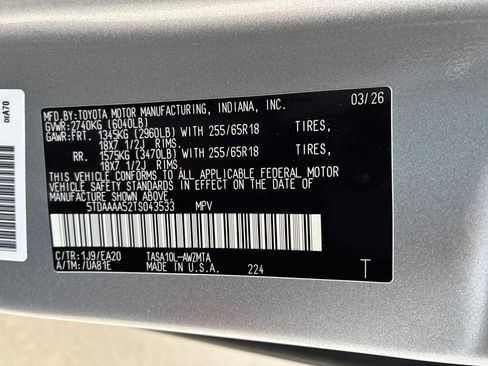 0EA70
MFD.BY:TOYOTA MOTOR MANUFACTURING, INDIANA, INC. 03/26
GVWR:2740KG (6040LB)
GAWR:FRT. 1345KG (2960LB) WITH 255/65R18 TIRES,
18X7 1/2J RIMS.
RR. 1575KG (3470LB) WITH 255/65R18 TIRES,
18X7 1/2J RIMS.
THIS VEHICLE CONFORMS TO ALL APPLICABLE FEDERAL MOTOR
VEHICLE SAFETY STANDARDS IN EFFECT ON THE DATE OF
MANUFACTURE SHOWN ABOVE.
5TDAAAA52TS043533 MPV
C/TR:1J9/EA20 TASA10L-AWZMTA
A/TM:/UA81E MADE IN U.S.A. 224 T